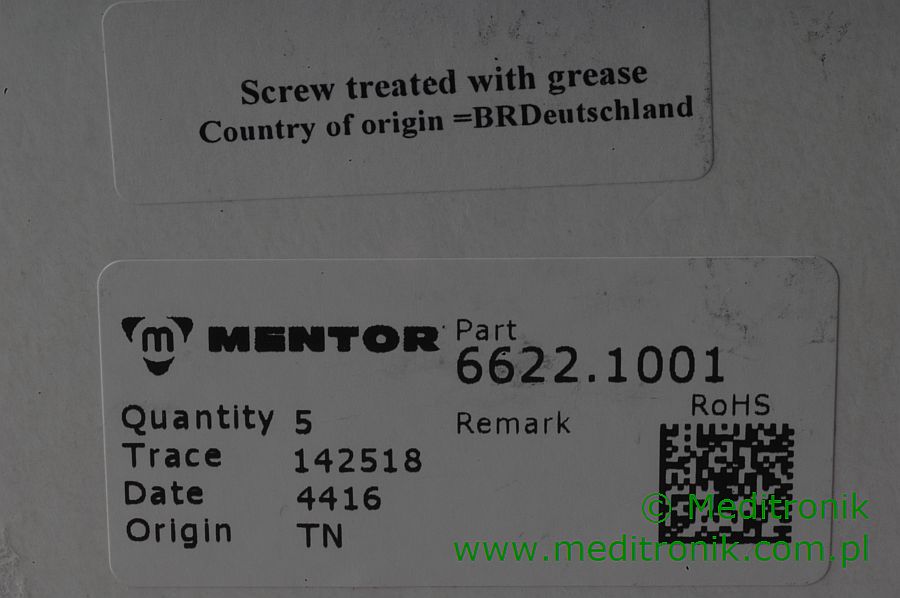 Screw treated with grease
Country of origin =BRDeutschland
m MENTOR
Part
6622.1001
Quantity 5
Remark
RoHS
Trace 142518
Date 4416
Origin TN
© Meditronik
www.meditronik.com.pl